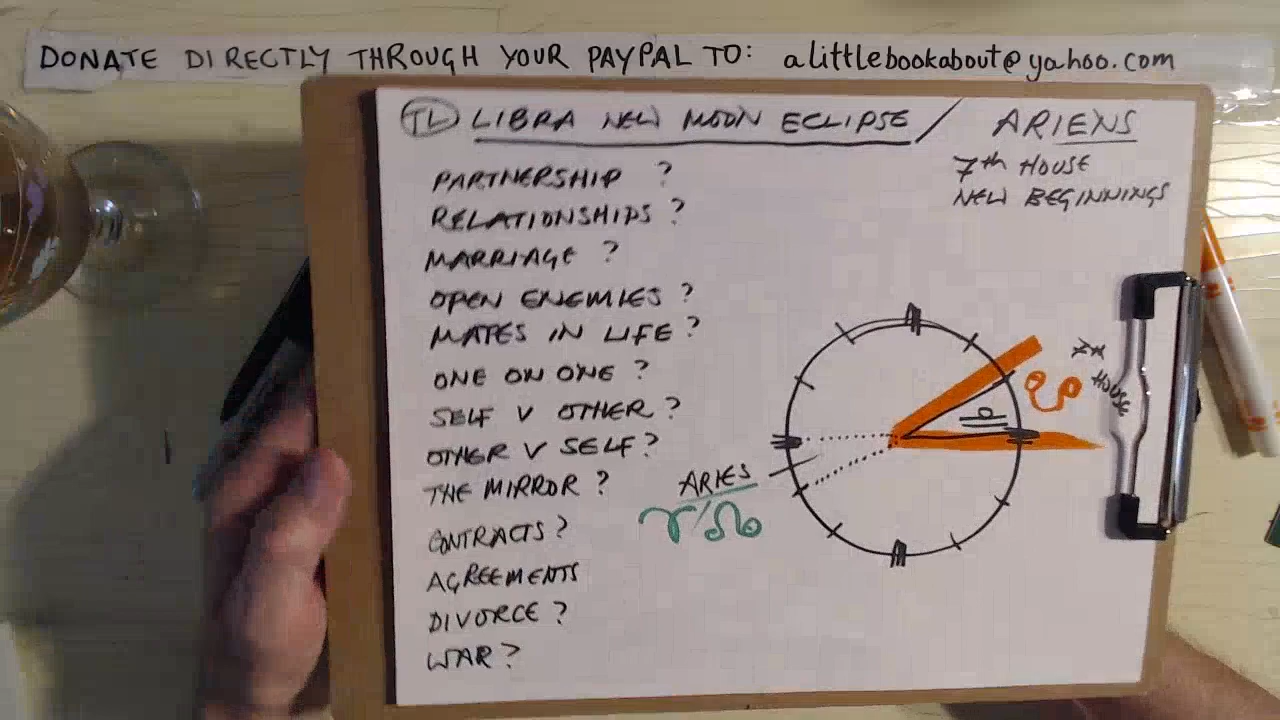 DONATE DIRECTLY THROUGH YOUR PAYPAL TO: alittlebookabout@yahoo.com
TL LIBRA NEW MOON ECLIPSE / ARIENS
7th HOUSE
NEW BEGINNINGS
PARTNERSHIP ?
RELATIONSHIPS ?
MARRIAGE ?
OPEN ENEMIES ?
MATES IN LIFE ?
ONE ON ONE ?
SELF V OTHER ?
OTHER V SELF ?
THE MIRROR ?
CONTRACTS ?
AGREEMENTS
DIVORCE ?
WAR ?
ARIES
♈/☊
☋
♎
HOUSE